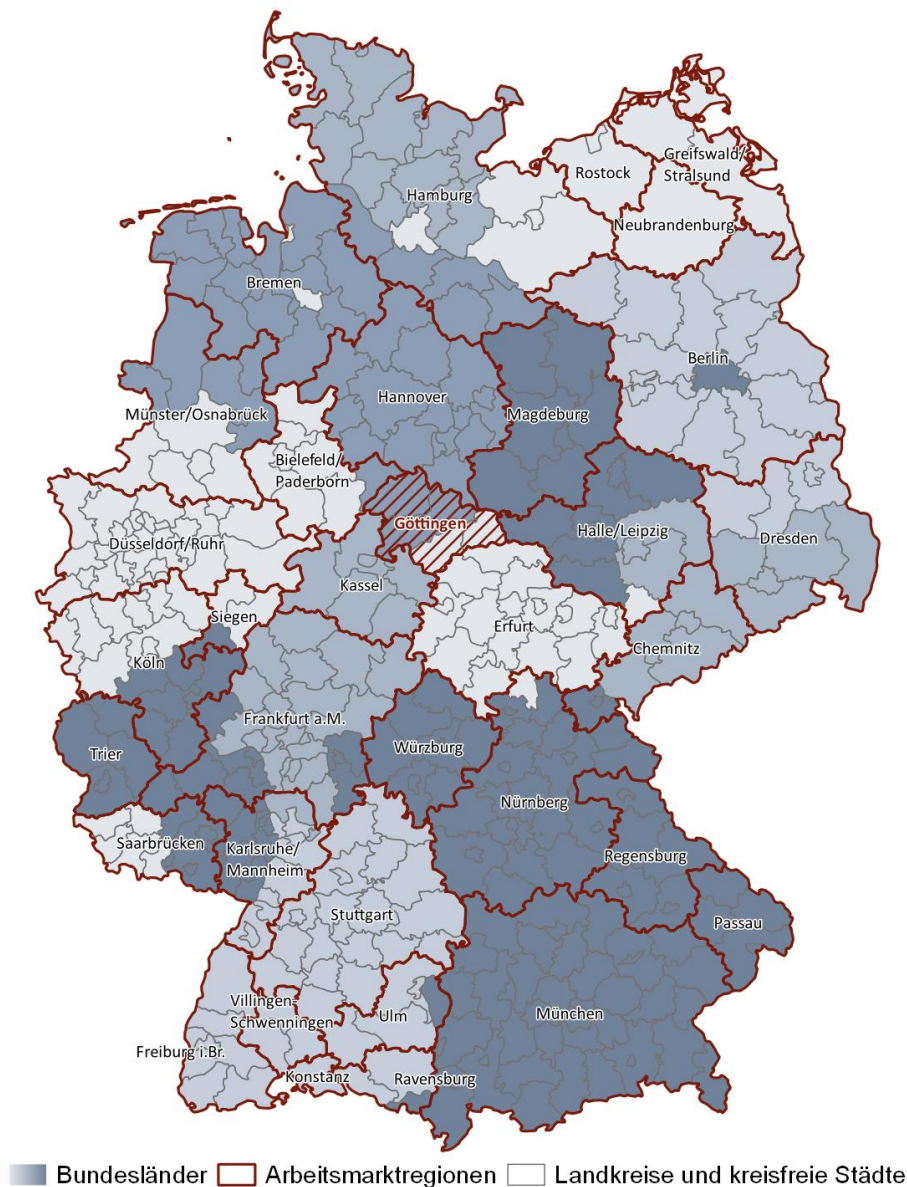 Greifswald/
Stralsund
Rostock
Hamburg
Neubrandenburg
Bremen
Berlin
Hannover
Münster/Osnabrück
Magdeburg
Bielefeld/
Paderborn
Göttingen
Halle/Leipzig
Düsseldorf/Ruhr
Dresden
Kassel
Siegen
Erfurt
Köln
Chemnitz
Frankfurt a.M.
Trier
Würzburg
Nürnberg
Saarbrücken
Karlsruhe/
Mannheim
Regensburg
Stuttgart
Passau
Villingen-
Schwenningen
Ulm
München
Freiburg i.Br.
Konstanz
Ravensburg
Bundesländer Arbeitsmarktregionen Landkreise und kreisfreie Städte